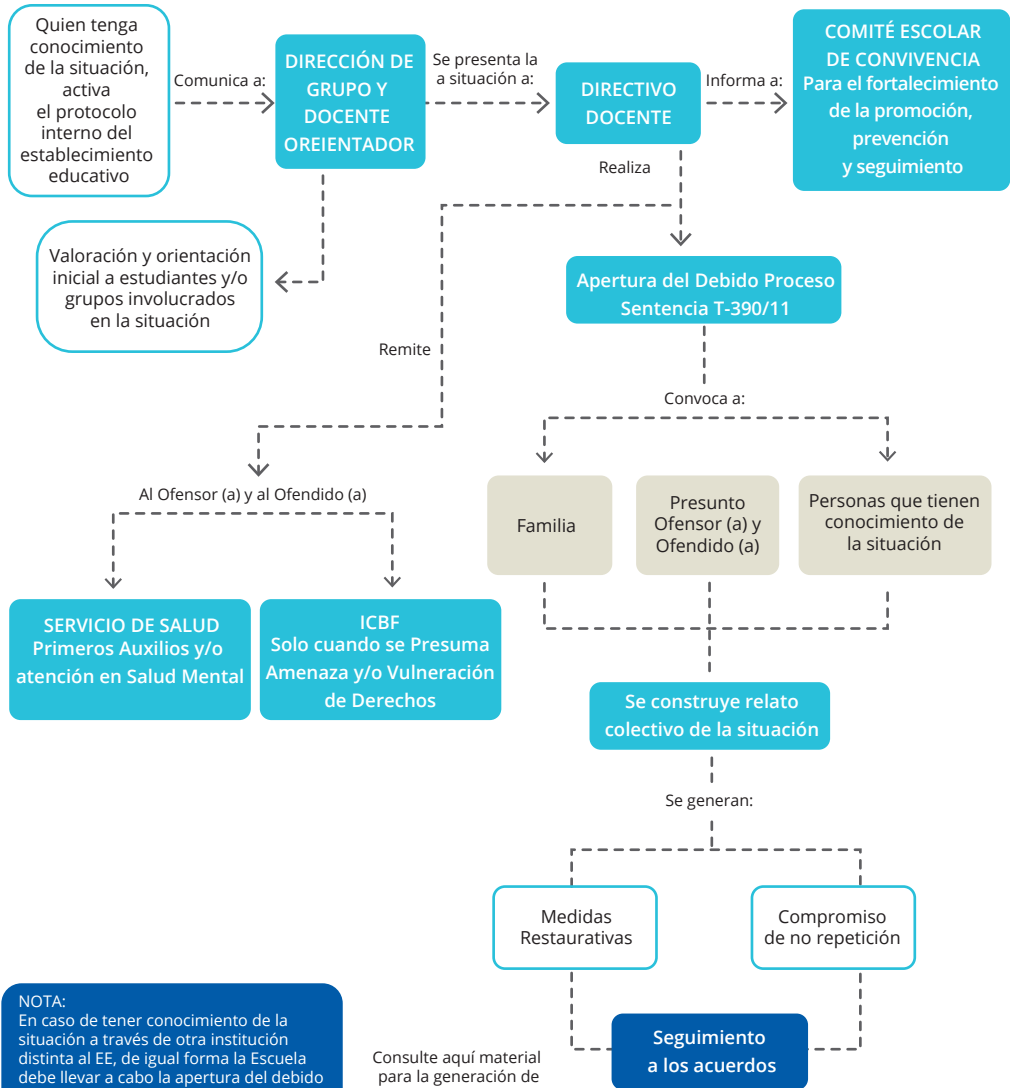 Quien tenga
conocimiento
de la situación,
activa
el protocolo
interno del
establecimiento
educativo
Comunica a:
DIRECCIÓN DE
GRUPO Y
DOCENTE
OREIENTADOR
Se presenta la
a situación a:
DIRECTIVO
DOCENTE
Informa a:
COMITÉ ESCOLAR
DE CONVIVENCIA
Para el fortalecimiento
de la promoción,
prevención
y seguimiento
Realiza
Valoración y orientación
inicial a estudiantes y/o
grupos involucrados
en la situación
Apertura del Debido Proceso
Sentencia T-390/11
Remite
Convoca a:
Al Ofensor (a) y al Ofendido (a)
Familia
Presunto
Ofensor (a) y
Ofendido (a)
Personas que tienen
conocimiento de
la situación
SERVICIO DE SALUD
Primeros Auxilios y/o
atención en Salud Mental
ICBF
Solo cuando se Presuma
Amenaza y/o Vulneración
de Derechos
Se construye relato
colectivo de la situación
Se generan:
Medidas
Restaurativas
Compromiso
de no repetición
NOTA:
En caso de tener conocimiento de la
situación a través de otra institución
distinta al EE, de igual forma la Escuela
debe llevar a cabo la apertura del debido
Consulte aquí material
para la generación de
Seguimiento
a los acuerdos